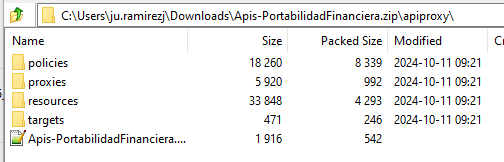 C:\Users\ju.ramirezj\Downloads\Apis-PortabilidadFinanciera.zip\apiproxy\
Name Size Packed Size Modified Cr
policies 18 260 8 339 2024-10-11 09:21
proxies 5 920 992 2024-10-11 09:21
resources 33 848 4 293 2024-10-11 09:21
targets 471 246 2024-10-11 09:21
Apis-PortabilidadFinanciera.... 1 916 542